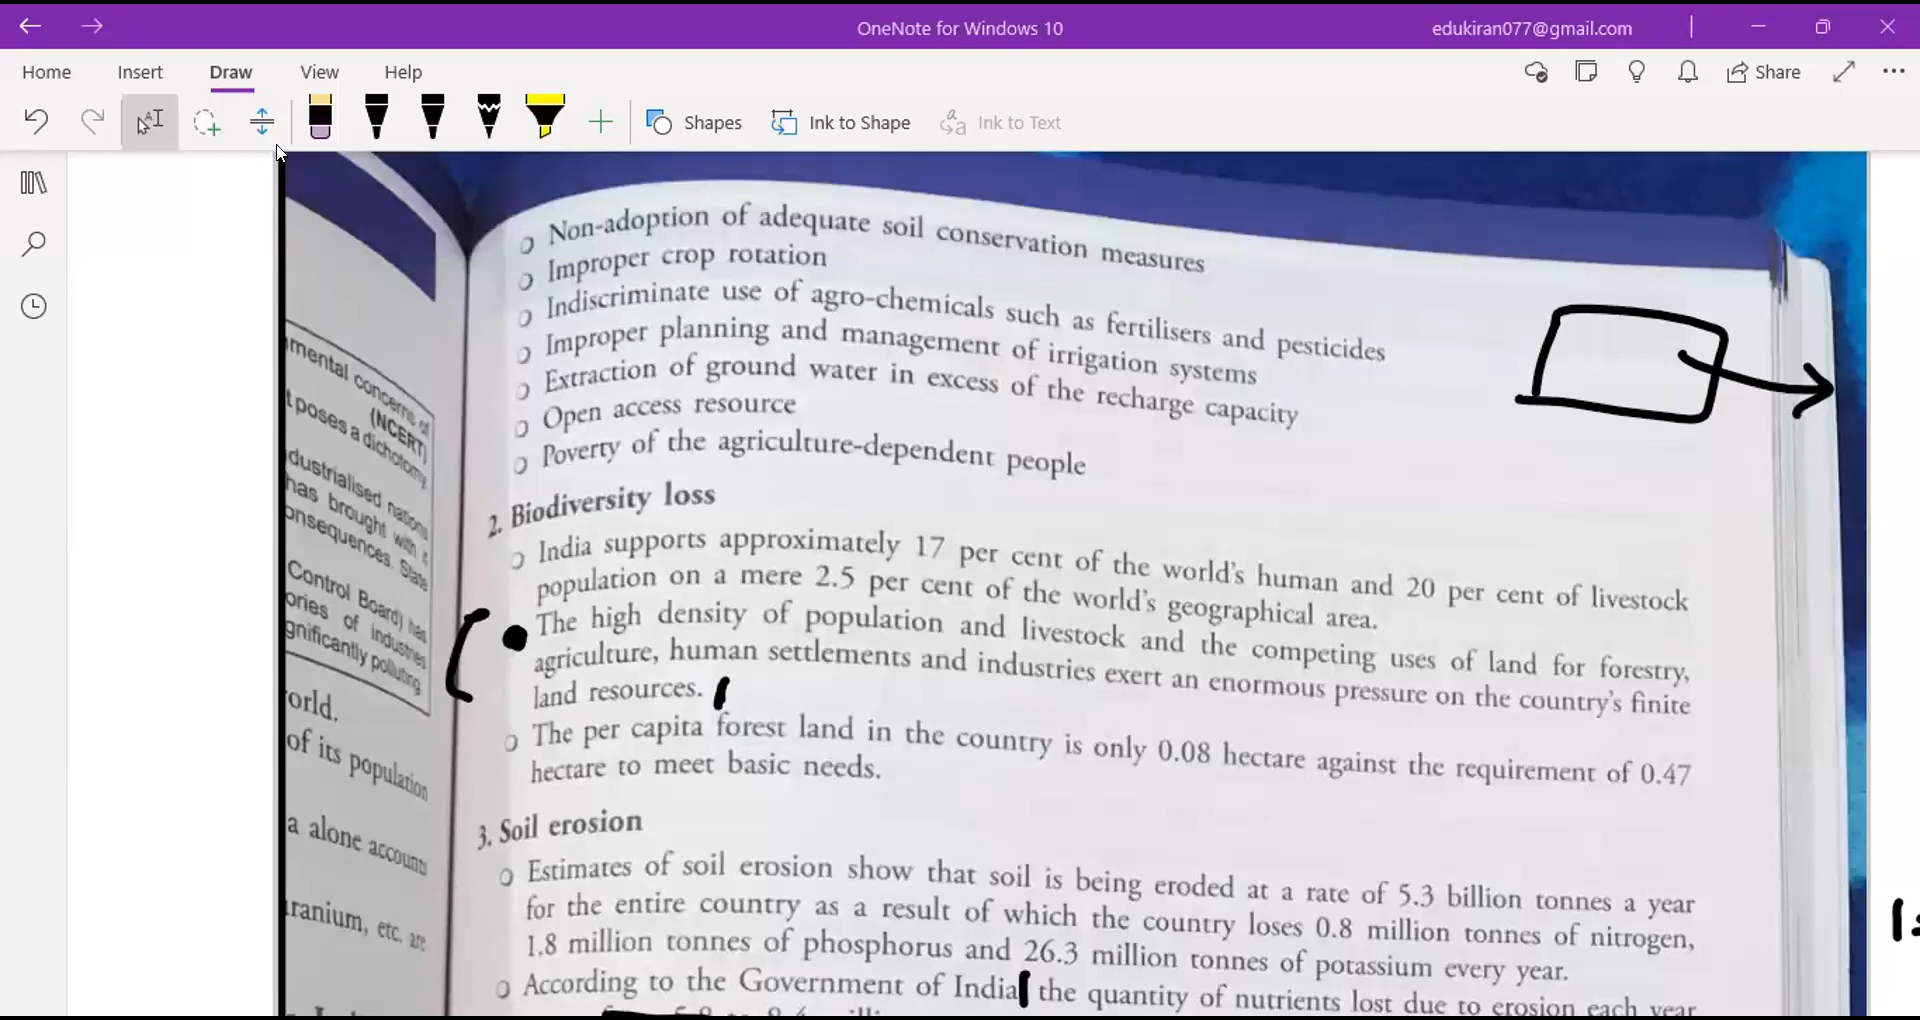 OneNote for Windows 10
edukiran077@gmail.com
Home Insert Draw View Help
Share
Shapes Ink to Shape Ink to Text
Non-adoption of adequate soil conservation measures
Improper crop rotation
Indiscriminate use of agro-chemicals such as fertilisers and pesticides
Improper planning and management of irrigation systems
Extraction of ground water in excess of the recharge capacity
Open access resource
Poverty of the agriculture-dependent people
2. Biodiversity loss
India supports approximately 17 per cent of the world's human and 20 per cent of livestock
population on a mere 2.5 per cent of the world's geographical area.
The high density of population and livestock and the competing uses of land for forestry,
agriculture, human settlements and industries exert an enormous pressure on the country's finite
land resources.
The per capita forest land in the country is only 0.08 hectare against the requirement of 0.47
hectare to meet basic needs.
3. Soil erosion
Estimates of soil erosion show that soil is being eroded at a rate of 5.3 billion tonnes a year
for the entire country as a result of which the country loses 0.8 million tonnes of nitrogen,
1.8 million tonnes of phosphorus and 26.3 million tonnes of potassium every year.
According to the Government of India the quantity of nutrients lost due to erosion each year
mental concerns of
(NCERT)
t poses a dichotomy
dustrialised nations
has brought with it
onsequences. State
Control Board) has
ories of industries
gnificantly polluting
orld.
of its population
a alone accounts
uranium, etc. are